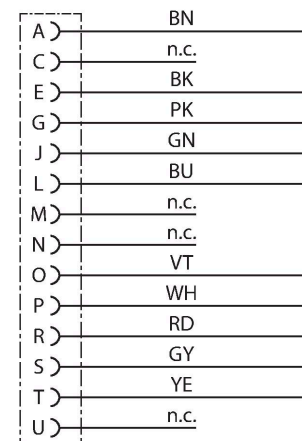 A BN
C n.c.
E BK
G PK
J GN
L BU
M n.c.
N n.c.
O VT
P WH
R RD
S GY
T YE
U n.c.